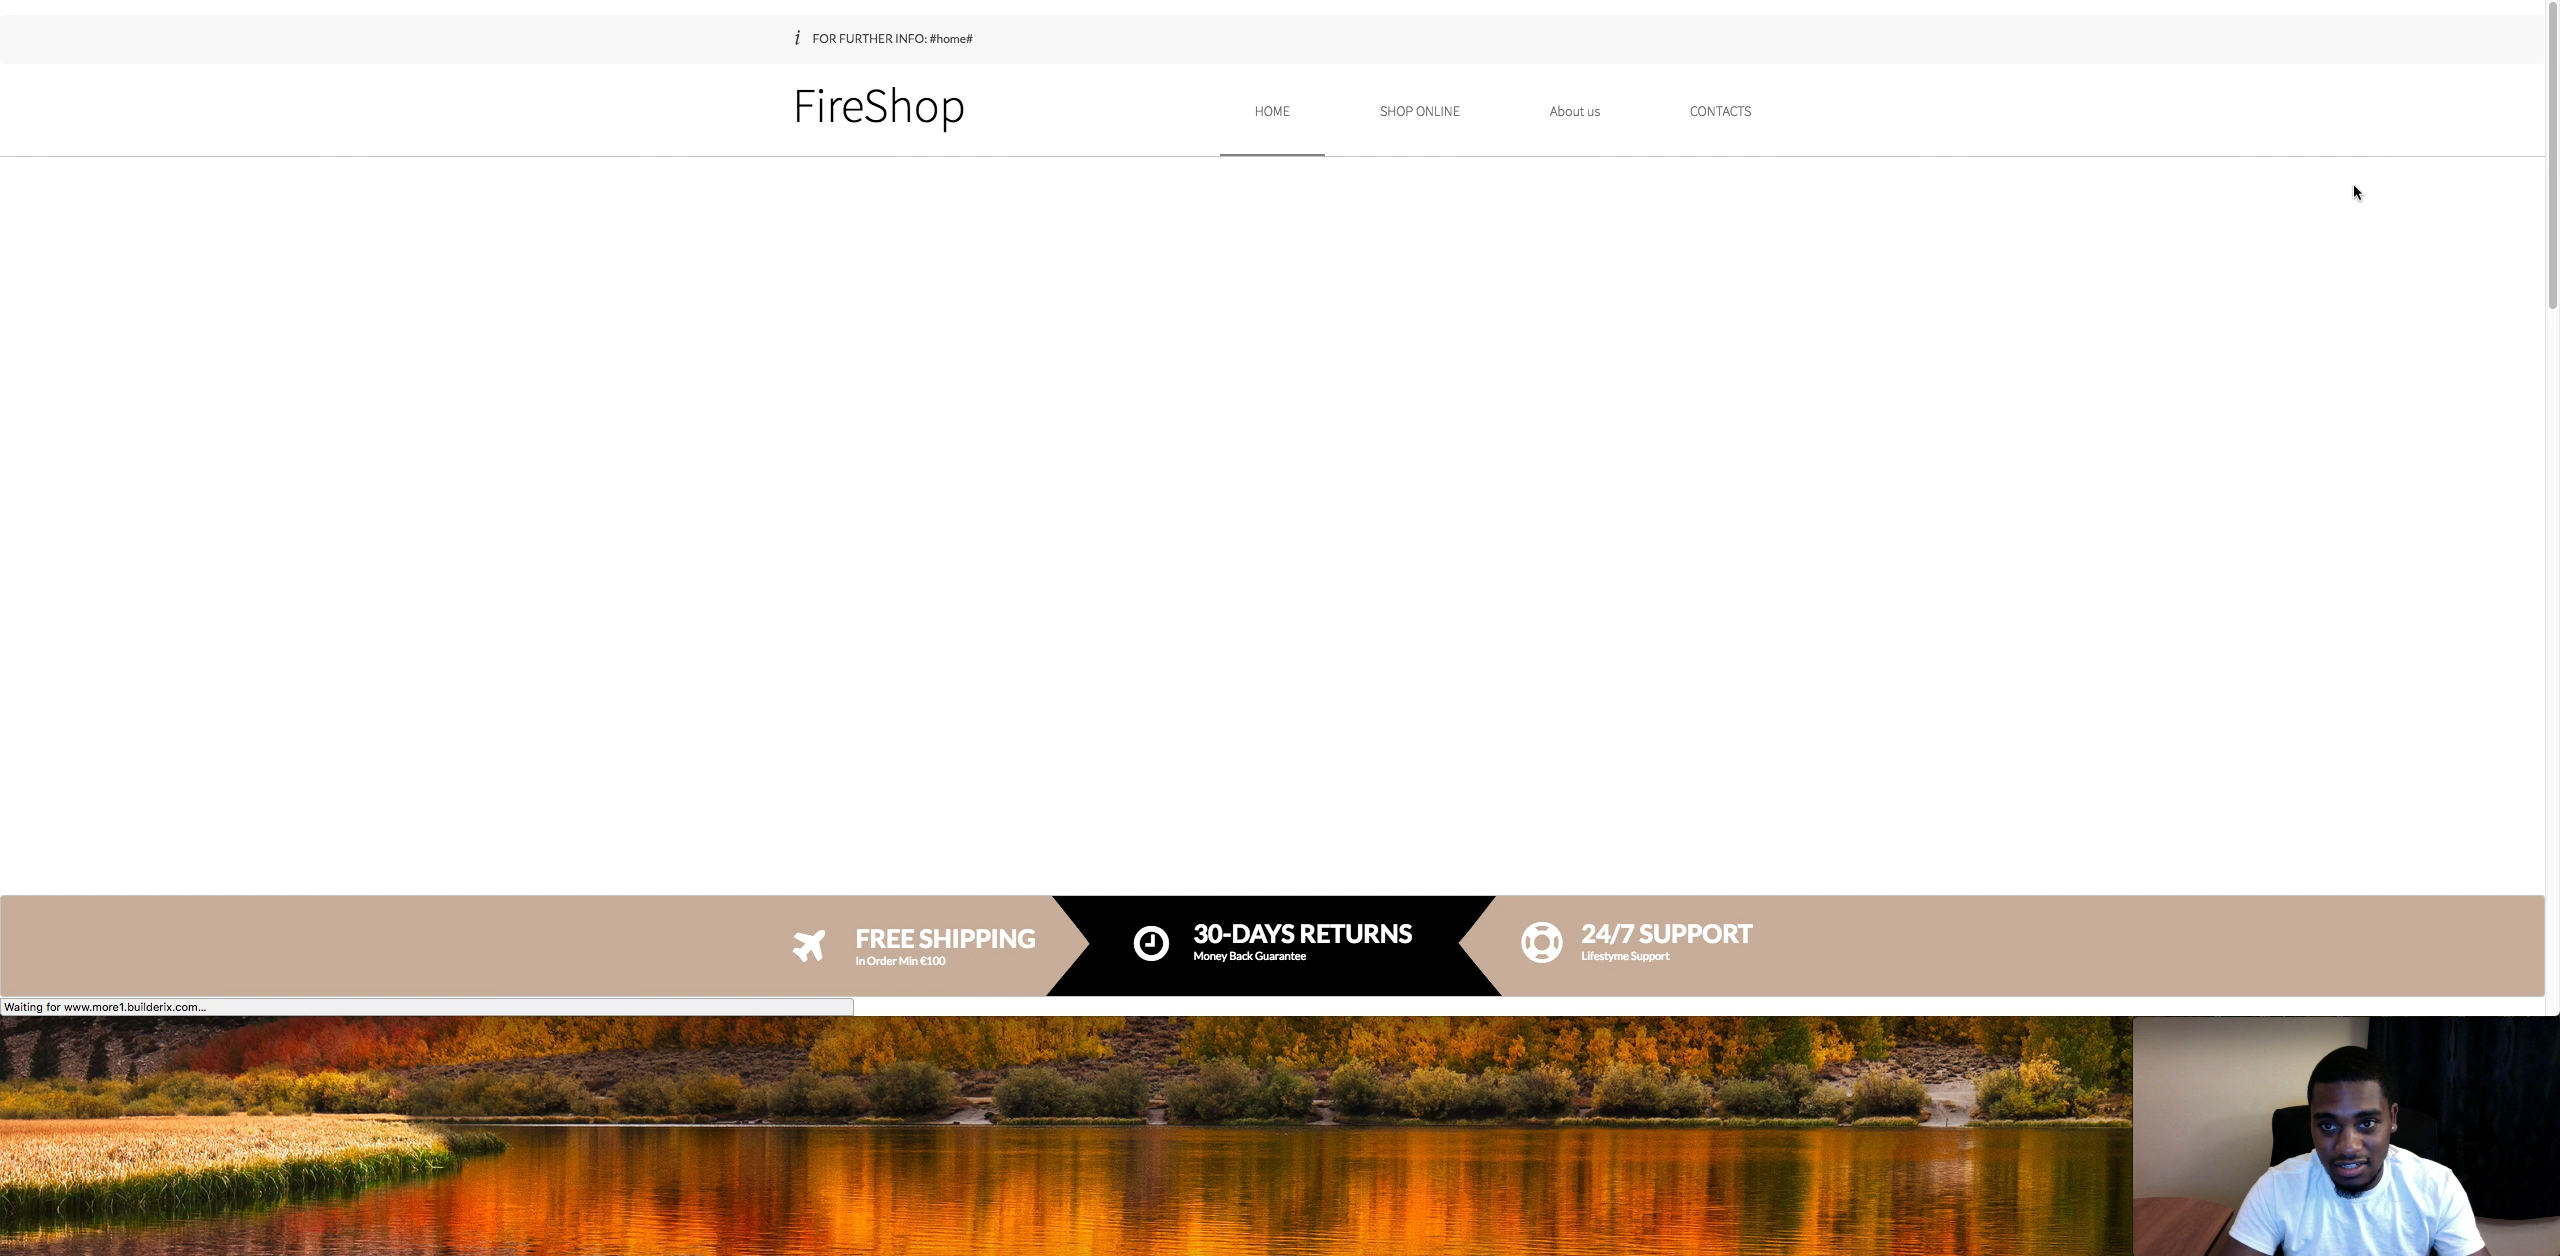 i FOR FURTHER INFO: #home#
FireShop
HOME SHOP ONLINE About us CONTACTS
FREE SHIPPING
In Order Min €100
30-DAYS RETURNS
Money Back Guarantee
24/7 SUPPORT
Lifestyme Support
Waiting for www.more1.builderix.com...